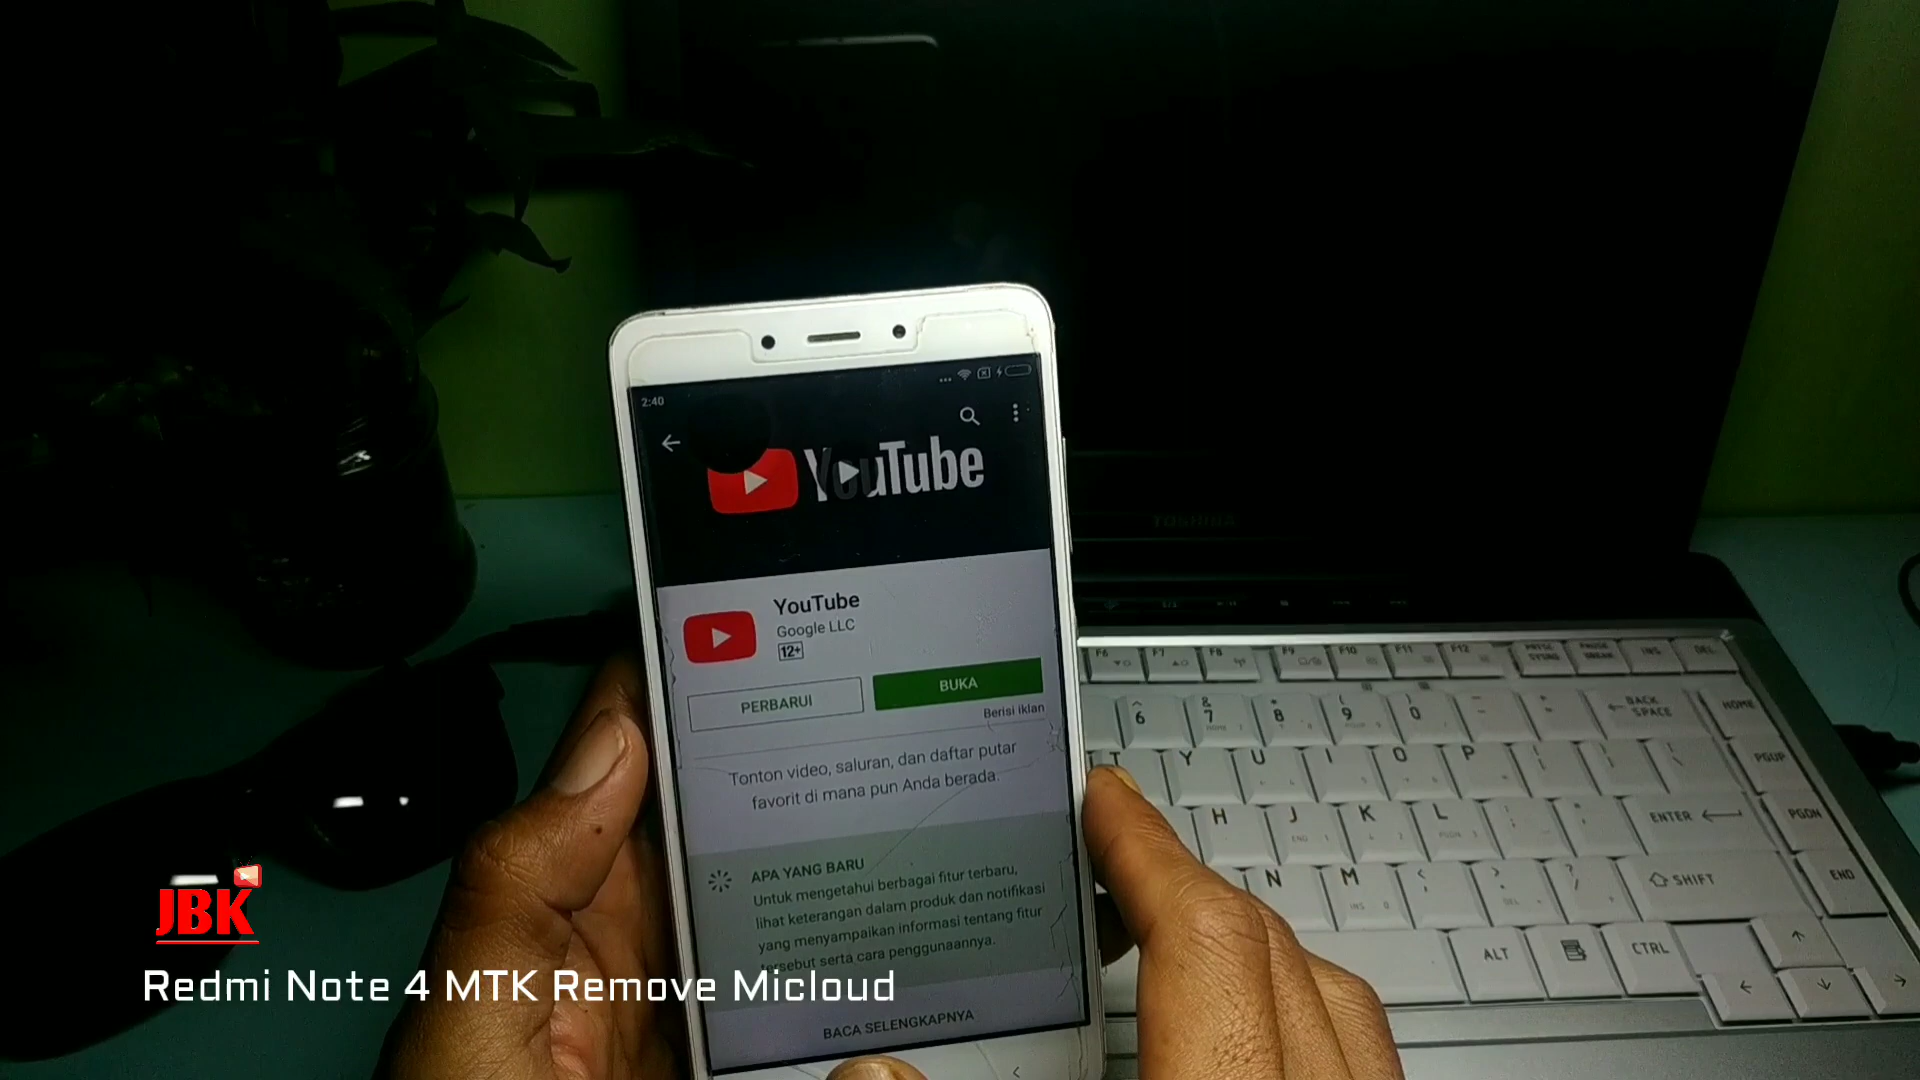 2:40
YouTube
YouTube
Google LLC
12+
PERBARUI
BUKA
Berisi iklan
Tonton video, saluran, dan daftar putar
favorit di mana pun Anda berada.
APA YANG BARU
Untuk mengetahui berbagai fitur terbaru,
lihat keterangan dalam produk dan notifikasi
yang menyampaikan informasi tentang fitur
tersebut serta cara penggunaannya.
BACA SELENGKAPNYA
TOSHIBA
F6 F7 F8 F9 F10 F11 F12 INS DEL
^ 6 & 7 * 8 ( 9 ) 0 BACK SPACE HOME
T Y U I O P PGUP
H J K L ENTER PGDN
N M SHIFT END
ALT CTRL
JBK
Redmi Note 4 MTK Remove Micloud